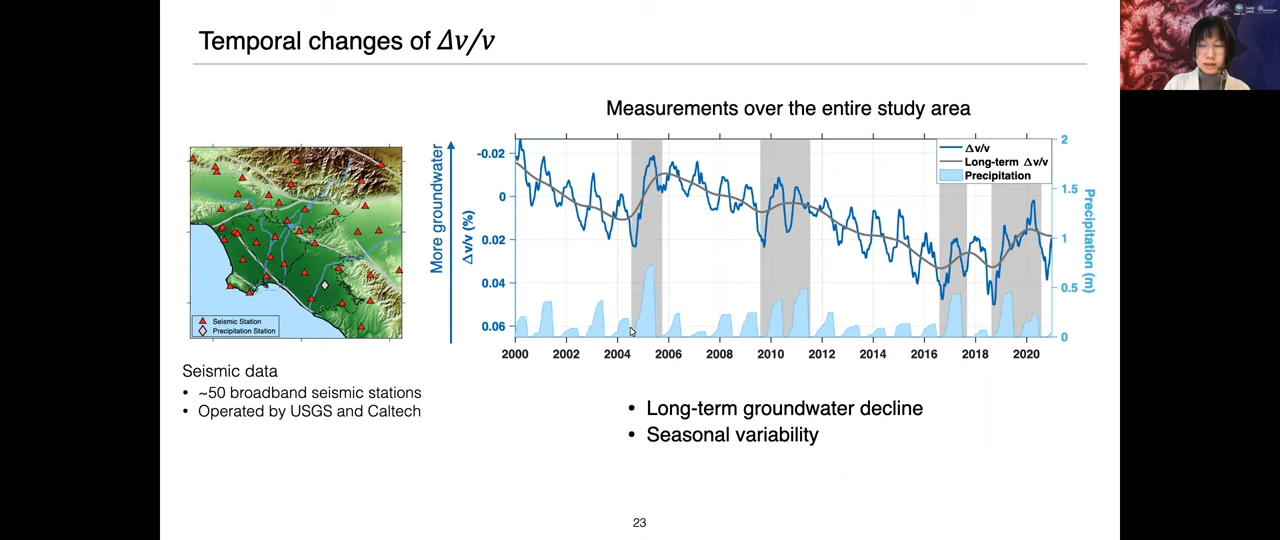 Temporal changes of Δv/v
Measurements over the entire study area
More groundwater
Δv/v (%)
-0.02
0
0.02
0.04
0.06
2000 2002 2004 2006 2008 2010 2012 2014 2016 2018 2020
Δv/v
Long-term Δv/v
Precipitation
2
1.5
1
0.5
0
Precipitation (m)
Seismic Station
Precipitation Station
Seismic data
• ~50 broadband seismic stations
• Operated by USGS and Caltech
• Long-term groundwater decline
• Seasonal variability
23